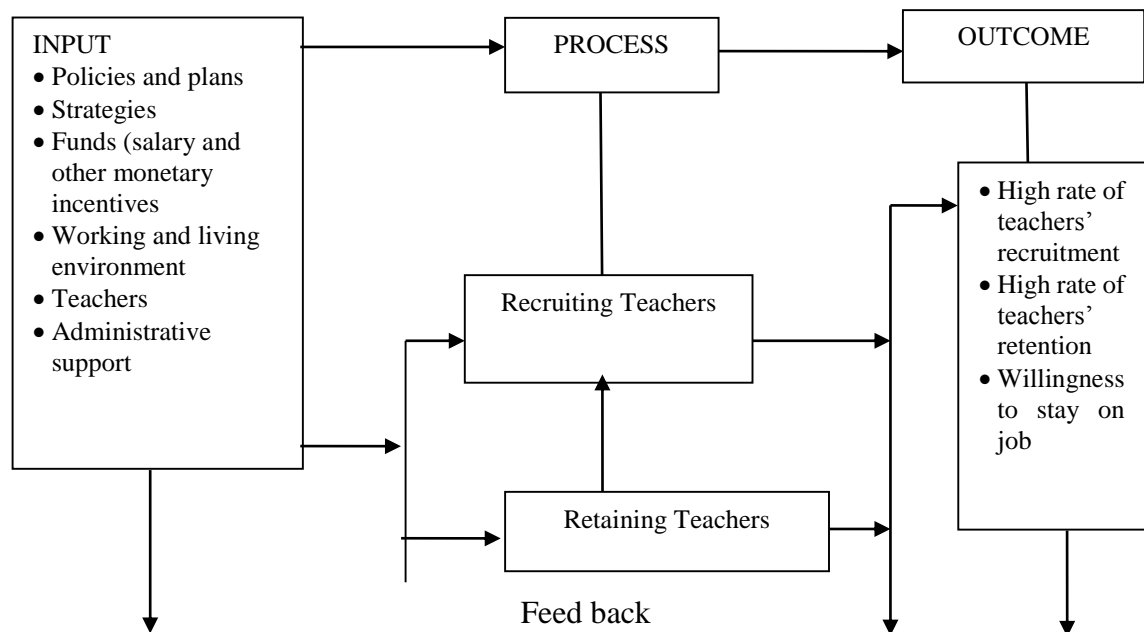 INPUT
• Policies and plans
• Strategies
• Funds (salary and
other monetary
incentives
• Working and living
environment
• Teachers
• Administrative
support
PROCESS
OUTCOME
Recruiting Teachers
Retaining Teachers
• High rate of
teachers’
recruitment
• High rate of
teachers’
retention
• Willingness
to stay on
job
Feed back